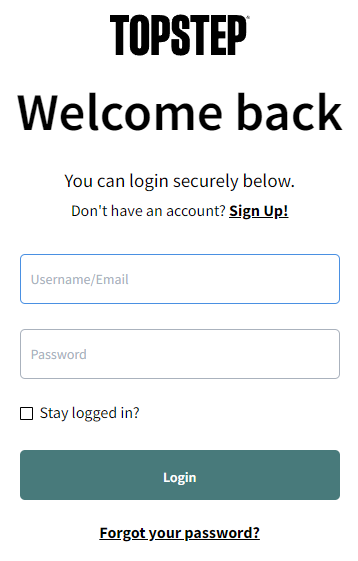 TOPSTEP®
Welcome back
You can login securely below.
Don't have an account? Sign Up!
Username/Email
Password
Stay logged in?
Login
Forgot your password?